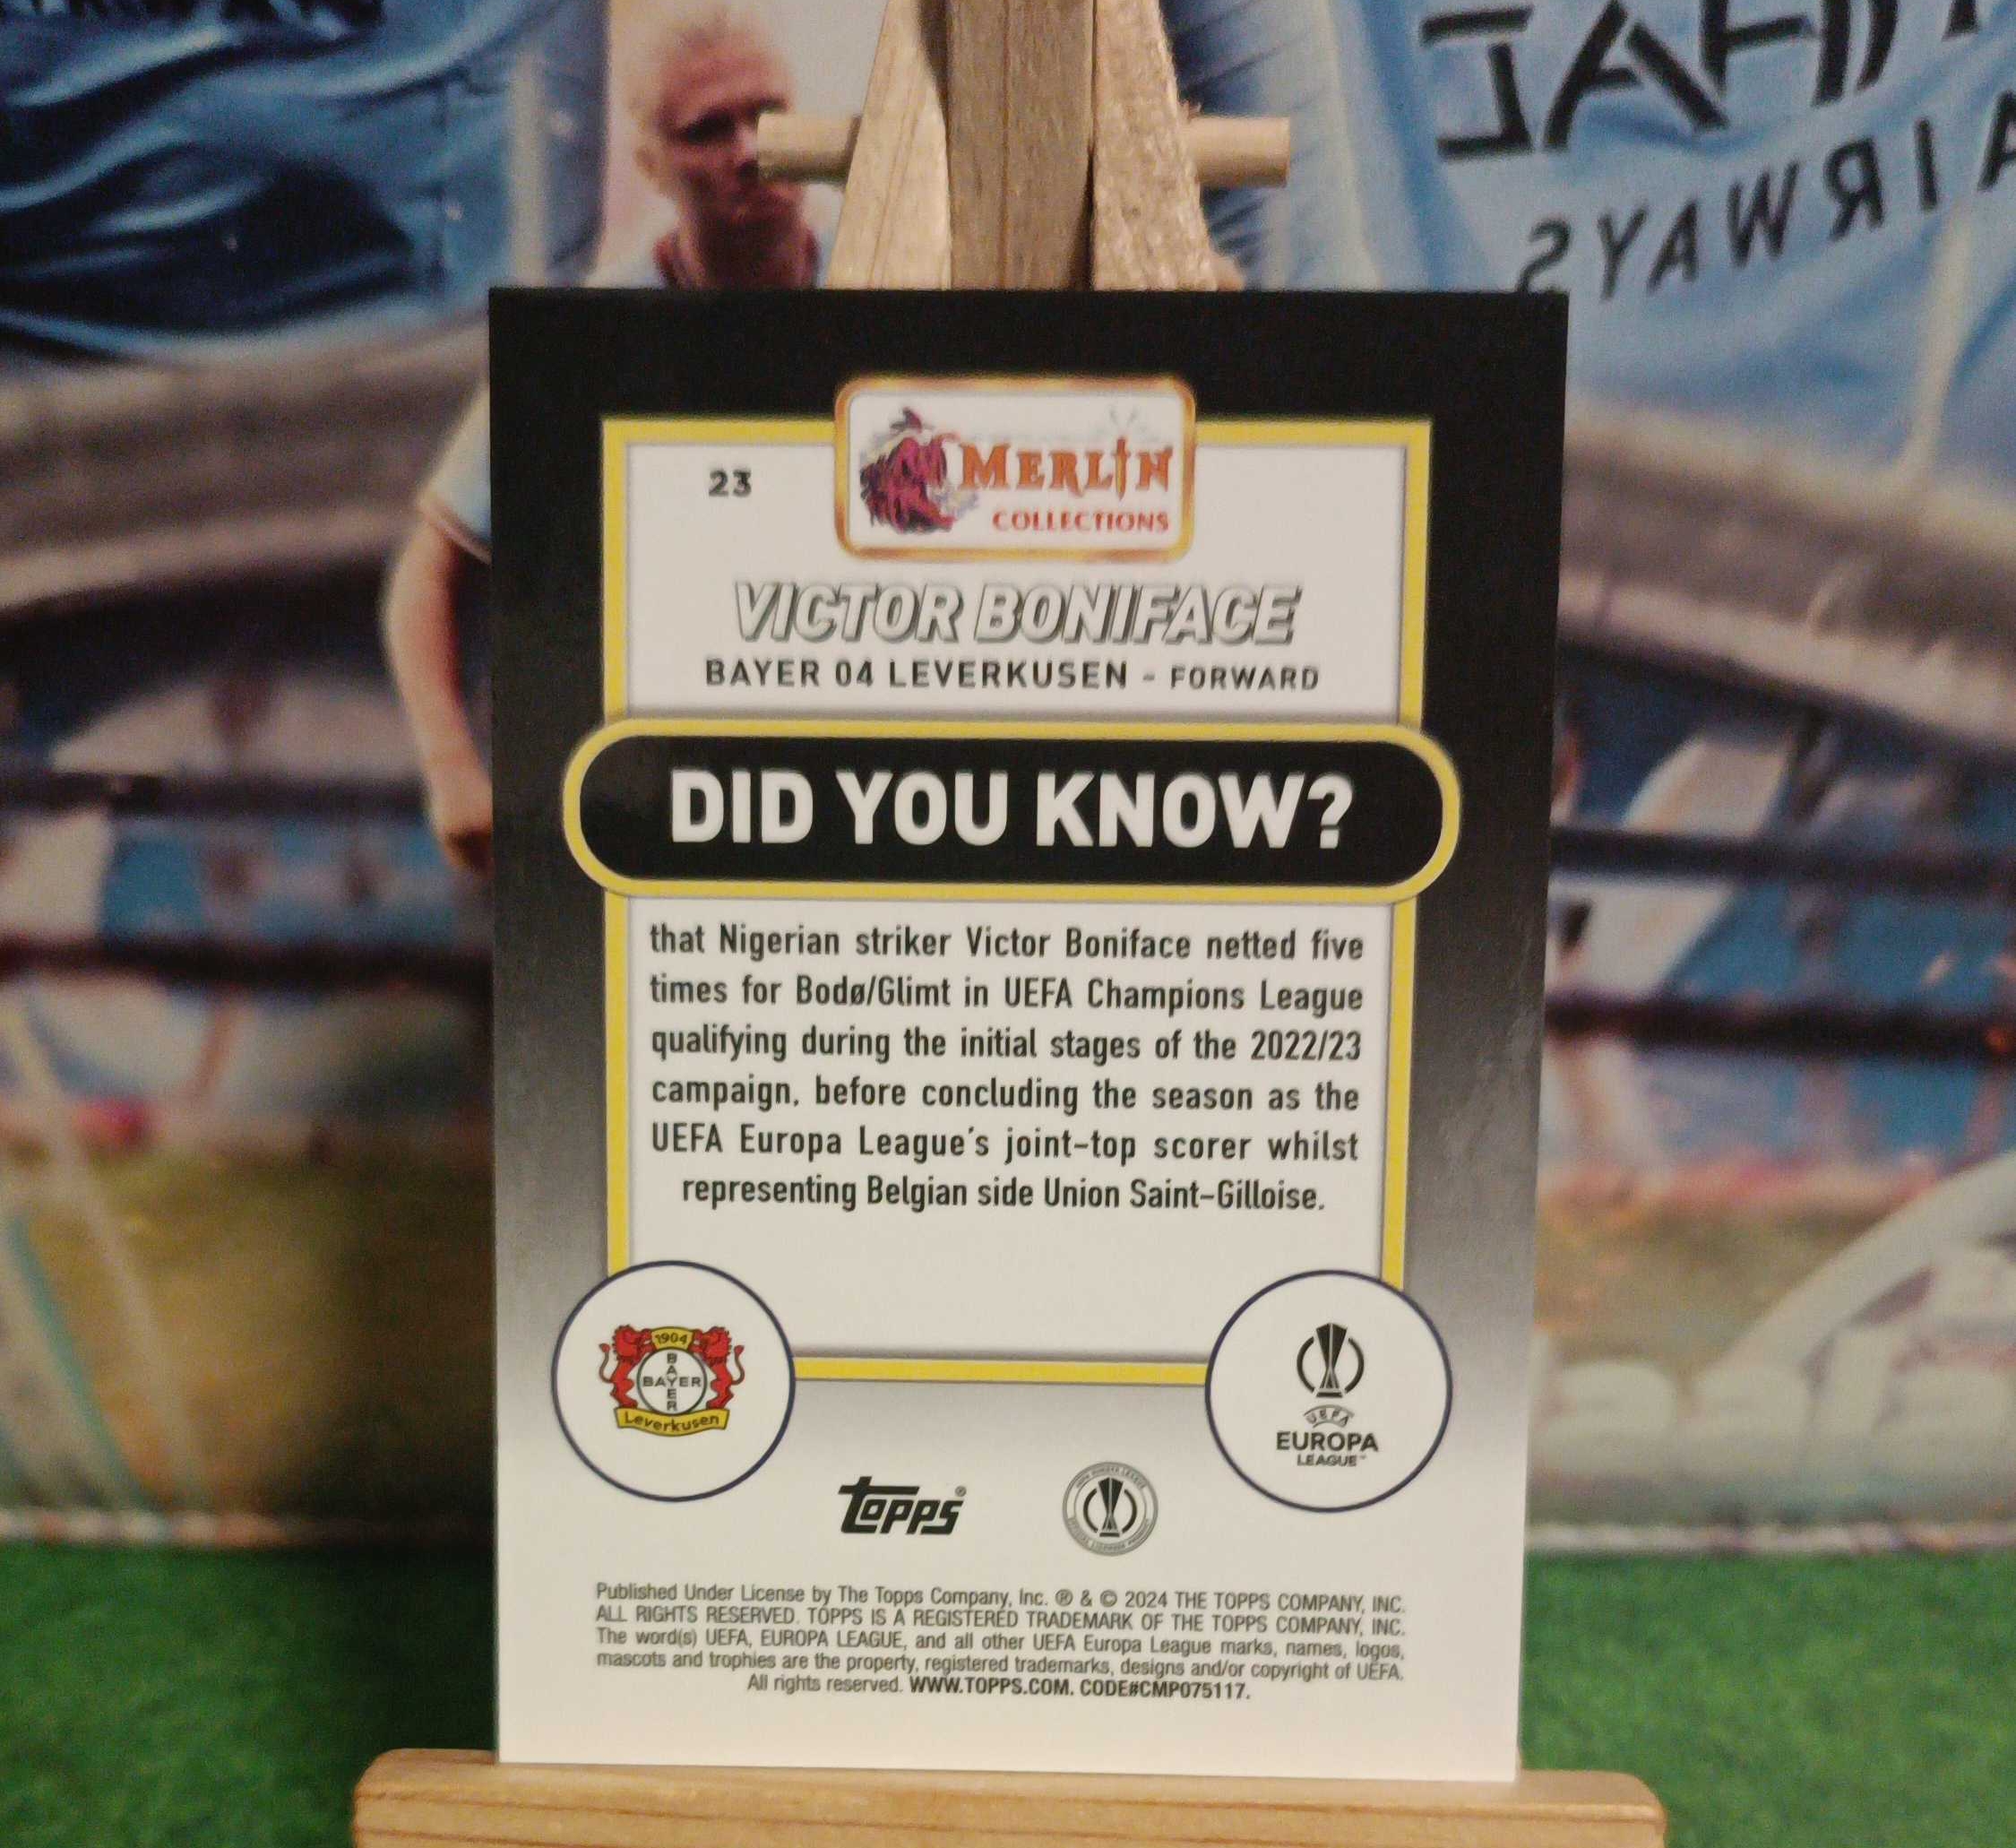 AIRWAYS
23
MERLIN
COLLECTIONS
VICTOR BONIFACE
BAYER 04 LEVERKUSEN - FORWARD
DID YOU KNOW?
that Nigerian striker Victor Boniface netted five
times for Bodø/Glimt in UEFA Champions League
qualifying during the initial stages of the 2022/23
campaign, before concluding the season as the
UEFA Europa League's joint-top scorer whilst
representing Belgian side Union Saint-Gilloise.
1904
BAYER
BAYER
Leverkusen
UEFA
EUROPA
LEAGUE™
Topps®
Published Under License by The Topps Company, Inc. ® & © 2024 THE TOPPS COMPANY, INC.
ALL RIGHTS RESERVED. TOPPS IS A REGISTERED TRADEMARK OF THE TOPPS COMPANY, INC.
The word(s) UEFA, EUROPA LEAGUE, and all other UEFA Europa League marks, names, logos,
mascots and trophies are the property, registered trademarks, designs and/or copyright of UEFA.
All rights reserved. WWW.TOPPS.COM. CODE#CMP075117.